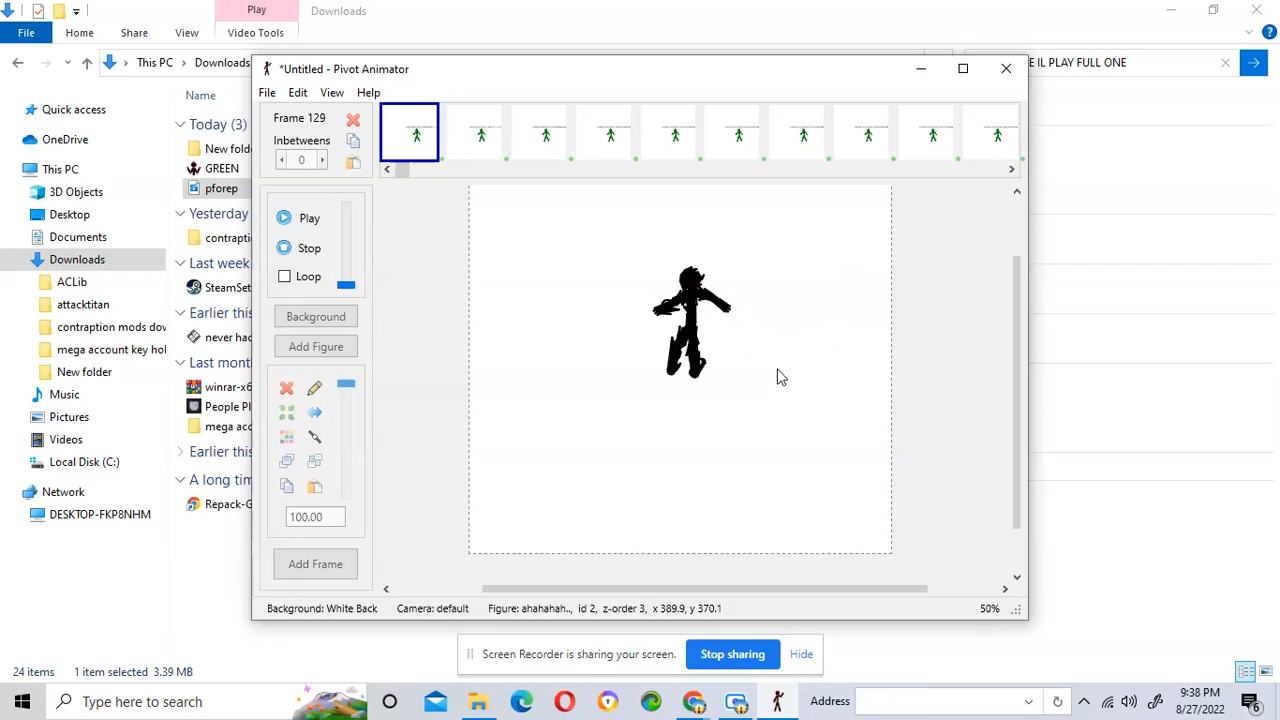 Play
Downloads
File
Home
Share
View
Video Tools
This PC
Downloads
E IL PLAY FULL ONE
Quick access
OneDrive
This PC
3D Objects
Desktop
Documents
Downloads
ACLib
attacktitan
contraption mods dow
mega account key hol
New folder
Music
Pictures
Videos
Local Disk (C:)
Network
DESKTOP-FKP8NHM
Name
Today (3)
New folde
GREEN
pforep
Yesterday
contrapti
Last week
SteamSet
Earlier this
never hac
Last mont
winrar-x6
People Pl
mega acc
Earlier this
A long tim
Repack-G
*Untitled - Pivot Animator
File
Edit
View
Help
Frame 129
Inbetweens
0
Play
Stop
Loop
Background
Add Figure
100.00
Add Frame
Background: White Back
Camera: default
Figure: ahahahah.., id 2, z-order 3, x 389.9, y 370.1
50%
Screen Recorder is sharing your screen.
Stop sharing
Hide
24 items
1 item selected 3.39 MB
Type here to search
Address
9:38 PM
8/27/2022
6